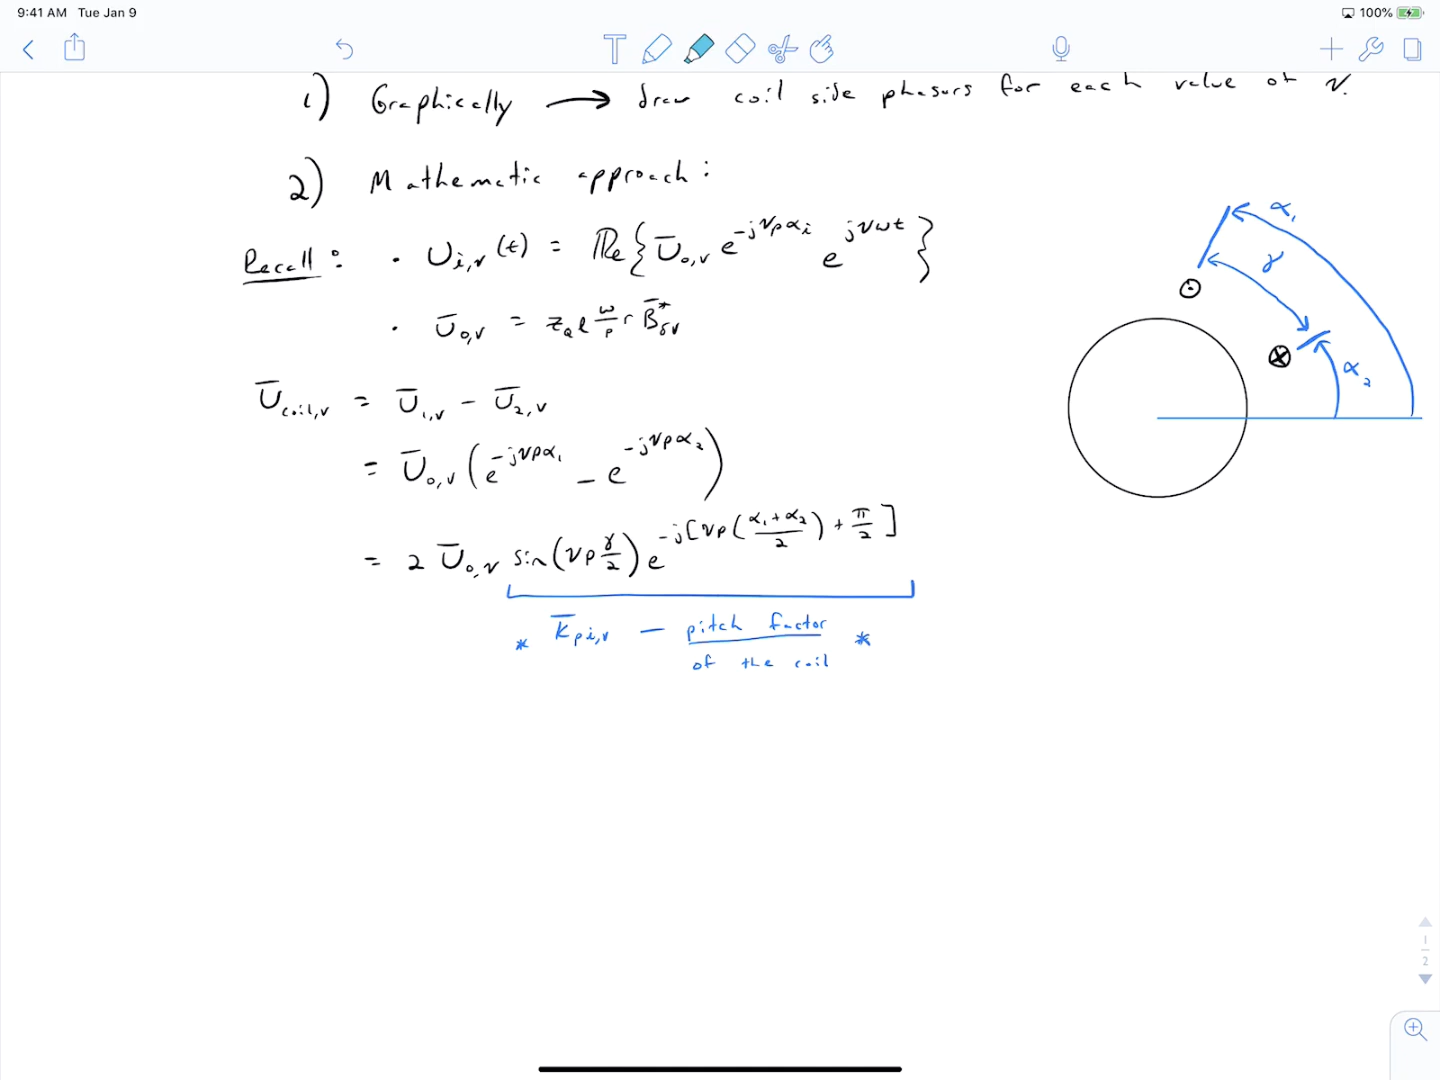 9:41 AM Tue Jan 9
100%
1) Graphically → draw coil side phasors for each value of ν.
2) Mathematic approach:
Recall: · U_{i,ν}(t) = Re{ Ū_{0,ν} e^{-jνpα_i} e^{jνωt} }
· Ū_{0,ν} = z_Q l ω/p r B̄*_{δν}
Ū_{coil,ν} = Ū_{1,ν} - Ū_{2,ν}
= Ū_{0,ν} ( e^{-jνpα_1} - e^{-jνpα_2} )
= 2 Ū_{0,ν} sin(νp γ/2) e^{-j[νp((α_1+α_2)/2) + π/2]}
* k̄_{pi,ν} — pitch factor *
of the coil
α_1
γ
α_2
1
2